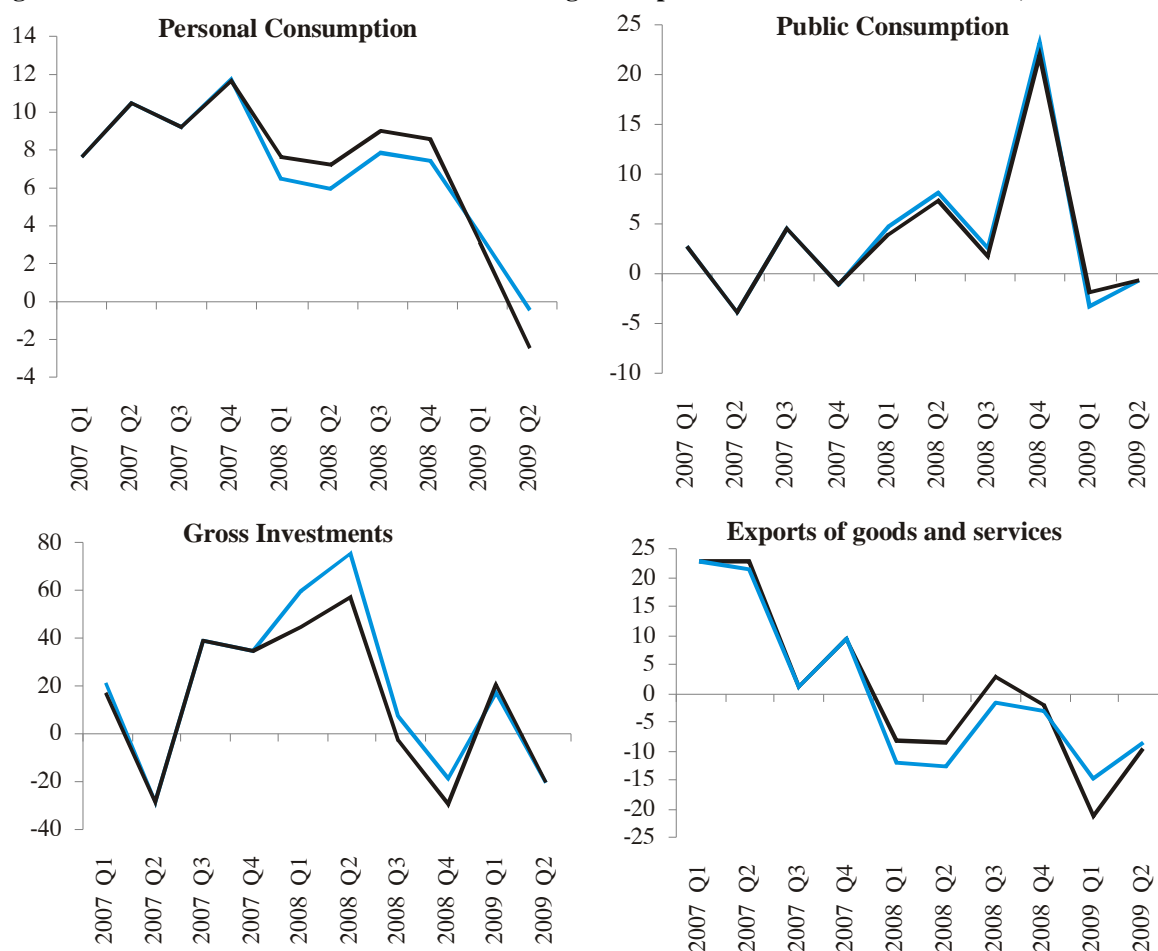 Personal Consumption
14
12
10
8
6
4
2
0
-2
-4
2007 Q1
2007 Q2
2007 Q3
2007 Q4
2008 Q1
2008 Q2
2008 Q3
2008 Q4
2009 Q1
2009 Q2
Public Consumption
25
20
15
10
5
0
-5
-10
2007 Q1
2007 Q2
2007 Q3
2007 Q4
2008 Q1
2008 Q2
2008 Q3
2008 Q4
2009 Q1
2009 Q2
Gross Investments
80
60
40
20
0
-20
-40
2007 Q1
2007 Q2
2007 Q3
2007 Q4
2008 Q1
2008 Q2
2008 Q3
2008 Q4
2009 Q1
2009 Q2
Exports of goods and services
25
20
15
10
5
0
-5
-10
-15
-20
-25
2007 Q1
2007 Q2
2007 Q3
2007 Q4
2008 Q1
2008 Q2
2008 Q3
2008 Q4
2009 Q1
2009 Q2